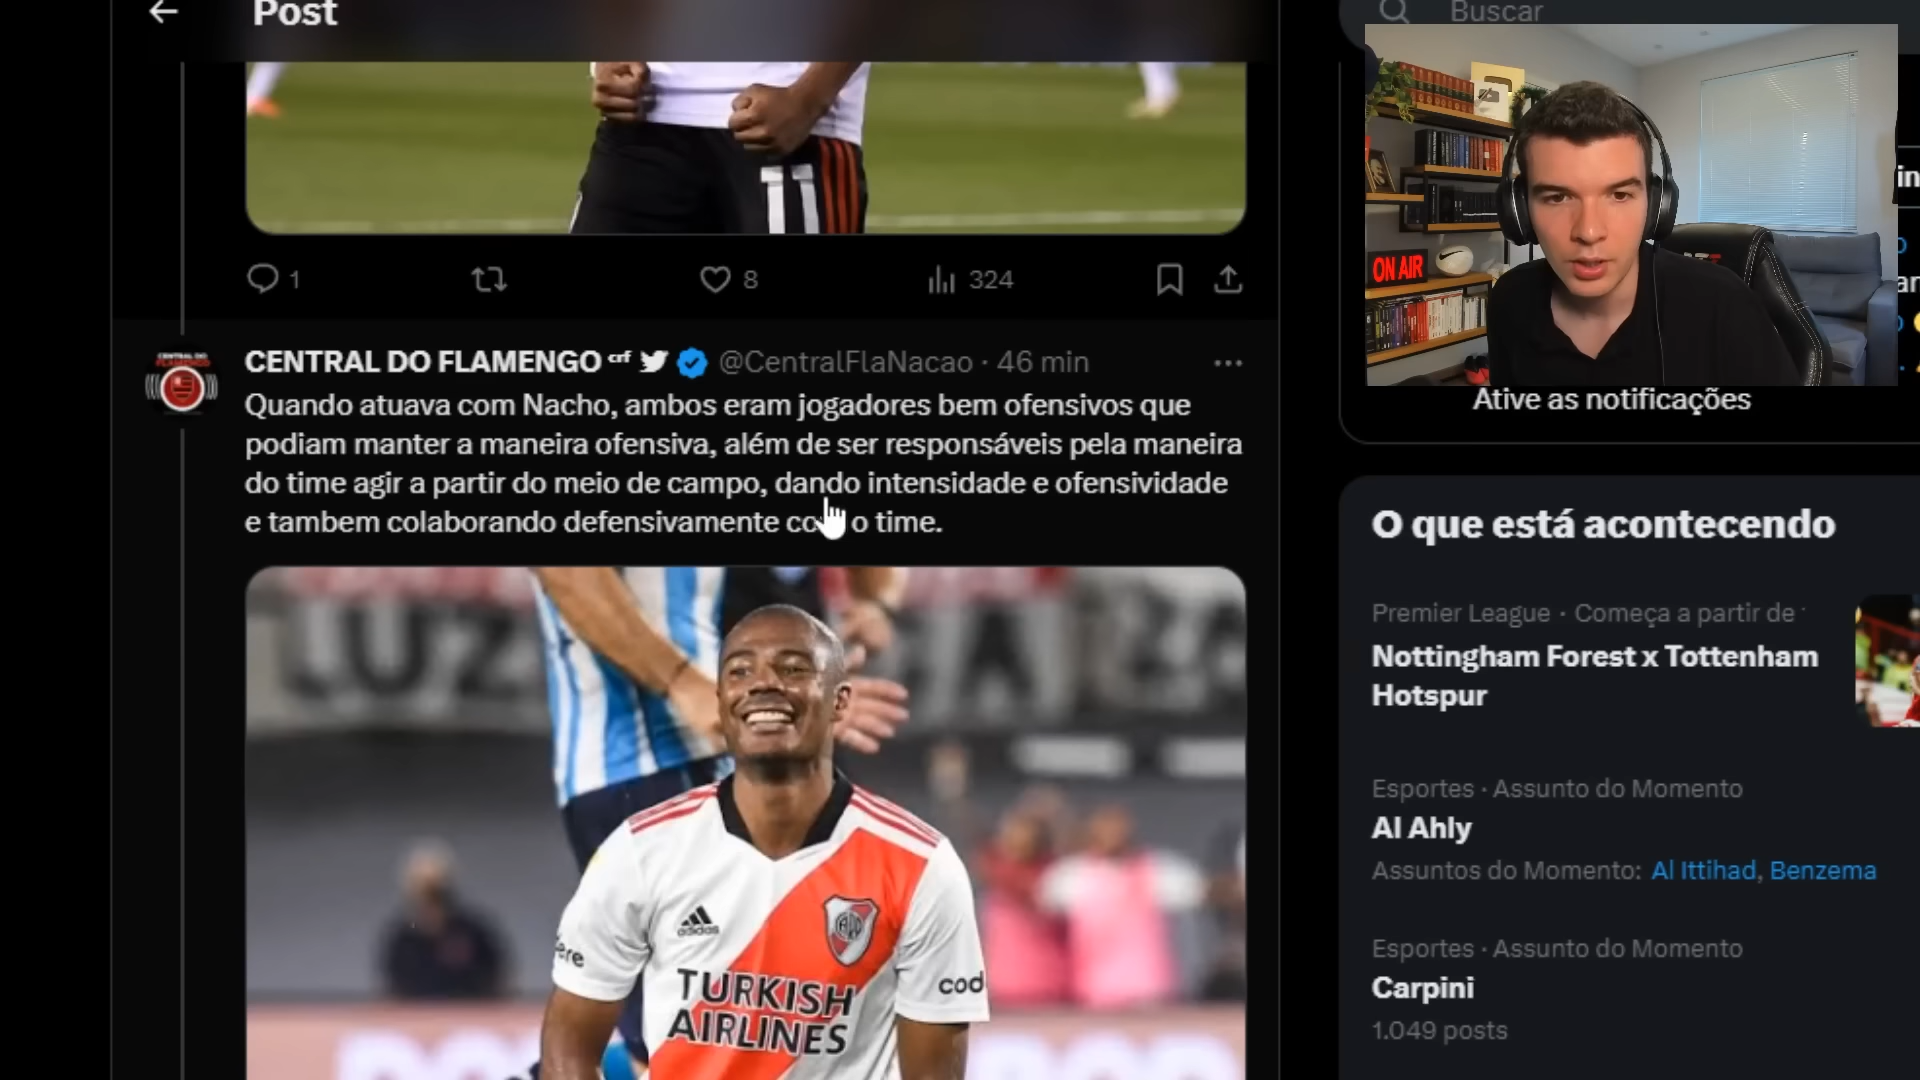 Post
Buscar
11
1
8
324
ON AIR
CENTRAL DO FLAMENGO crf @CentralFlaNacao · 46 min
Quando atuava com Nacho, ambos eram jogadores bem ofensivos que
podiam manter a maneira ofensiva, além de ser responsáveis pela maneira
do time agir a partir do meio de campo, dando intensidade e ofensividade
e tambem colaborando defensivamente o time.
Ative as notificações
O que está acontecendo
Premier League · Começa a partir de
Nottingham Forest x Tottenham
Hotspur
Esportes · Assunto do Momento
Al Ahly
Assuntos do Momento: Al Ittihad, Benzema
Esportes · Assunto do Momento
Carpini
1.049 posts
adidas
TURKISH
AIRLINES